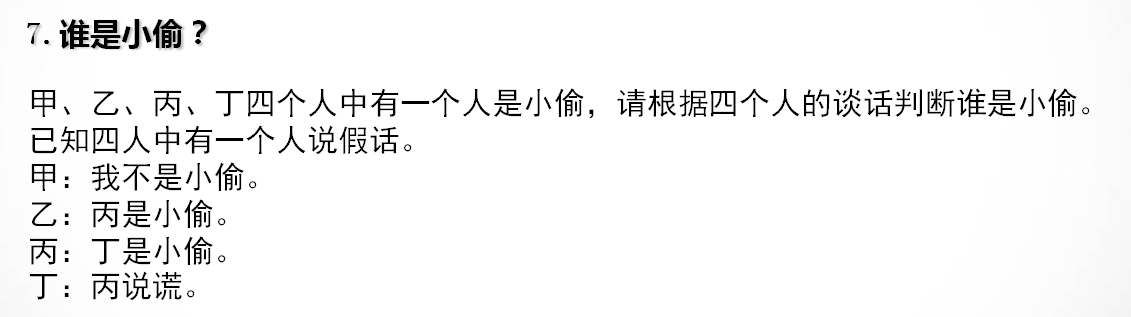 7. 谁是小偷？
甲、乙、丙、丁四个人中有一个人是小偷，请根据四个人的谈话判断谁是小偷。
已知四人中有一个人说假话。
甲：我不是小偷。
乙：丙是小偷。
丙：丁是小偷。
丁：丙说谎。